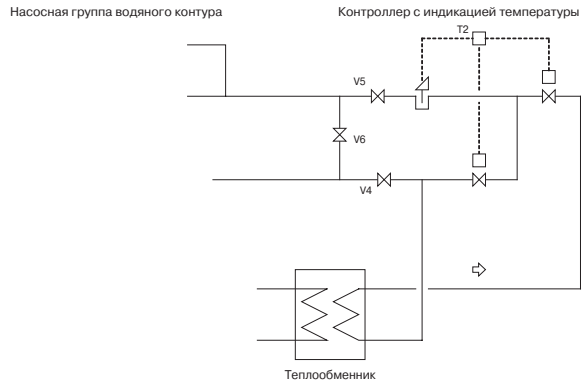 Насосная группа водяного контура
Контроллер с индикацией температуры
T2
V5
V6
V4
Теплообменник